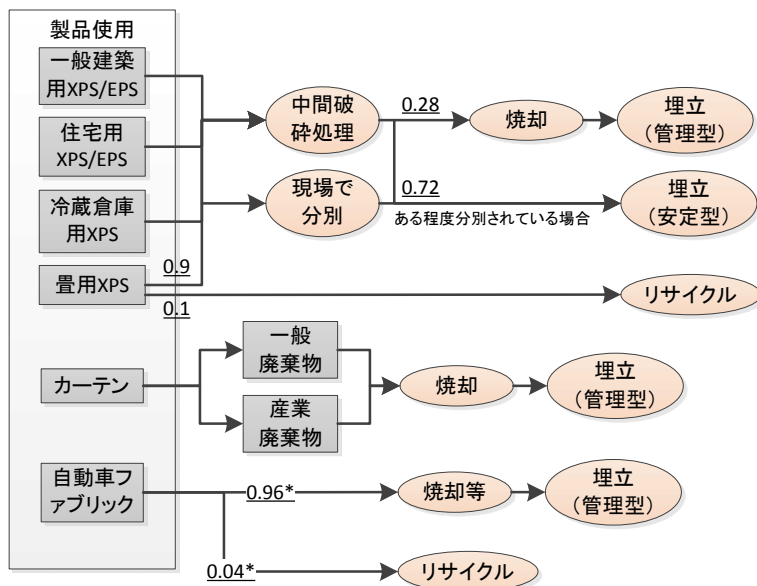 製品使用
一般建築
用XPS/EPS
住宅用
XPS/EPS
冷蔵倉庫
用XPS
畳用XPS
0.9
0.1
中間破
砕処理
現場で
分別
0.28
焼却
埋立
（管理型）
0.72
ある程度分別されている場合
埋立
（安定型）
リサイクル
カーテン
一般
廃棄物
産業
廃棄物
焼却
埋立
（管理型）
自動車フ
ァブリック
0.96*
焼却等
埋立
（管理型）
0.04*
リサイクル